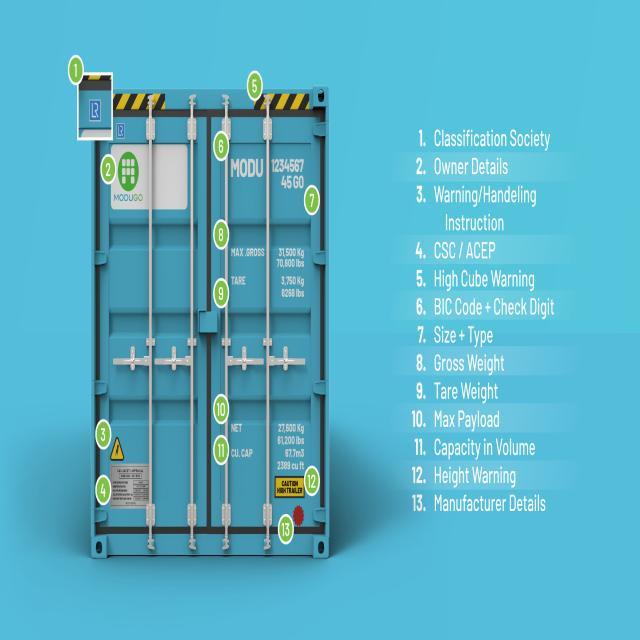 1
LR
LR
2
MODUGO
5
6
MODU 1234567
45 GO
7
8
MAX .GROSS 31,500 Kg
70,600 lbs
TARE 3,750 Kg
8268 lbs
9
10
NET 27,600 Kg
61,200 lbs
11
CU. CAP 67,7m3
2389 cu ft
3
4
CAUTION
HIGH TRAILER
12
13
1. Classification Society
2. Owner Details
3. Warning/Handeling
Instruction
4. CSC / ACEP
5. High Cube Warning
6. BIC Code + Check Digit
7. Size + Type
8. Gross Weight
9. Tare Weight
10. Max Payload
11. Capacity in Volume
12. Height Warning
13. Manufacturer Details